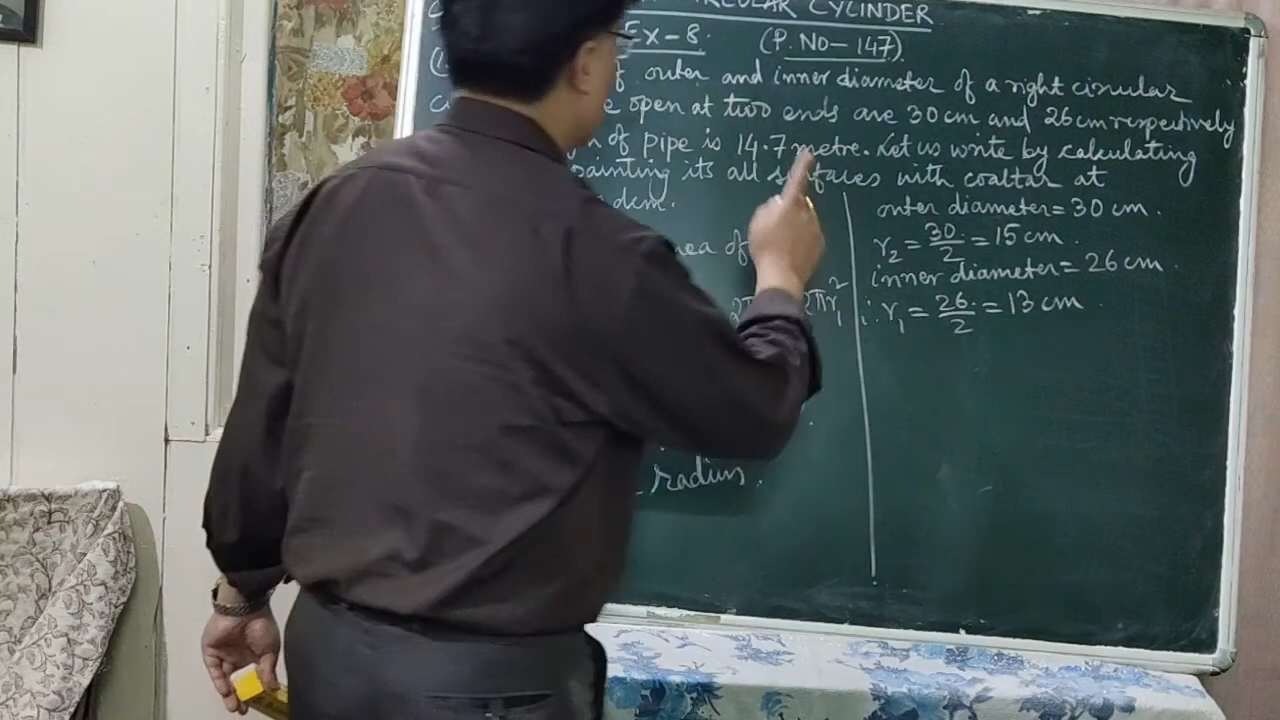 CYLINDER
Ex-8. (P. NO-147).
outer and inner diameter of a right circular
open at two ends are 30 cm and 26 cm respectively
of pipe is 14.7 metre. Let us write by calculating
painting its all surfaces with coaltar at
dcm.
outer diameter = 30 cm.
r₂ = 30/2 = 15 cm.
inner diameter = 26 cm.
∴ r₁ = 26/2 = 13 cm.
of
2πr₁²
radius.